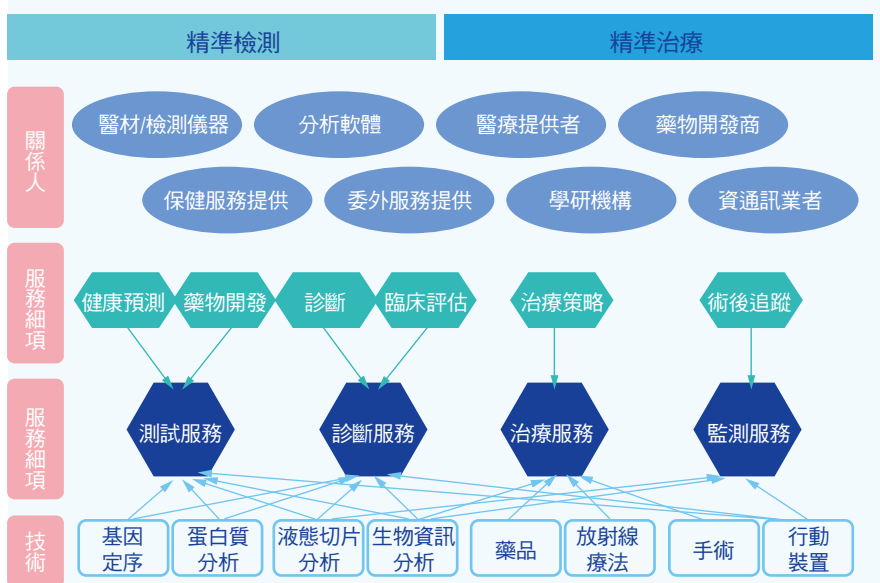 精準檢測
精準治療
關係人
醫材/檢測儀器
分析軟體
醫療提供者
藥物開發商
保健服務提供
委外服務提供
學研機構
資通訊業者
服務細項
健康預測
藥物開發
診斷
臨床評估
治療策略
術後追蹤
服務細項
測試服務
診斷服務
治療服務
監測服務
技術
基因
定序
蛋白質
分析
液態切片
分析
生物資訊
分析
藥品
放射線
療法
手術
行動
裝置